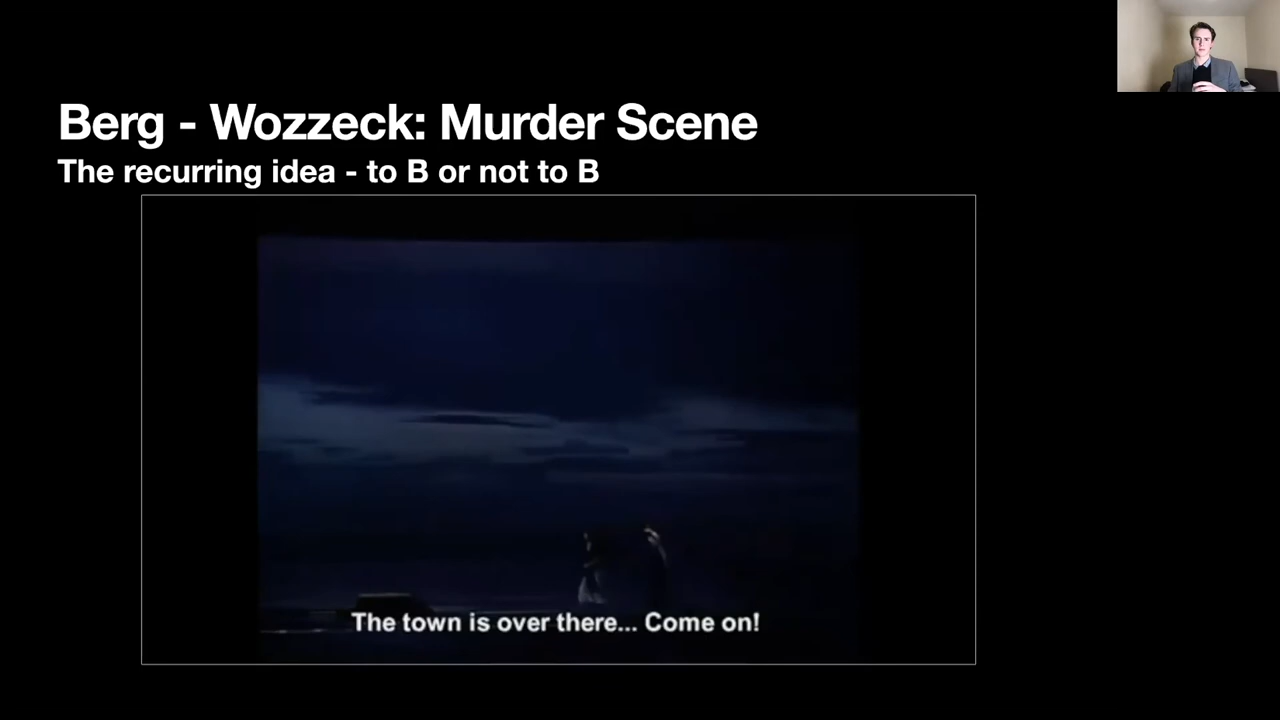 Berg - Wozzeck: Murder Scene
The recurring idea - to B or not to B
The town is over there... Come on!